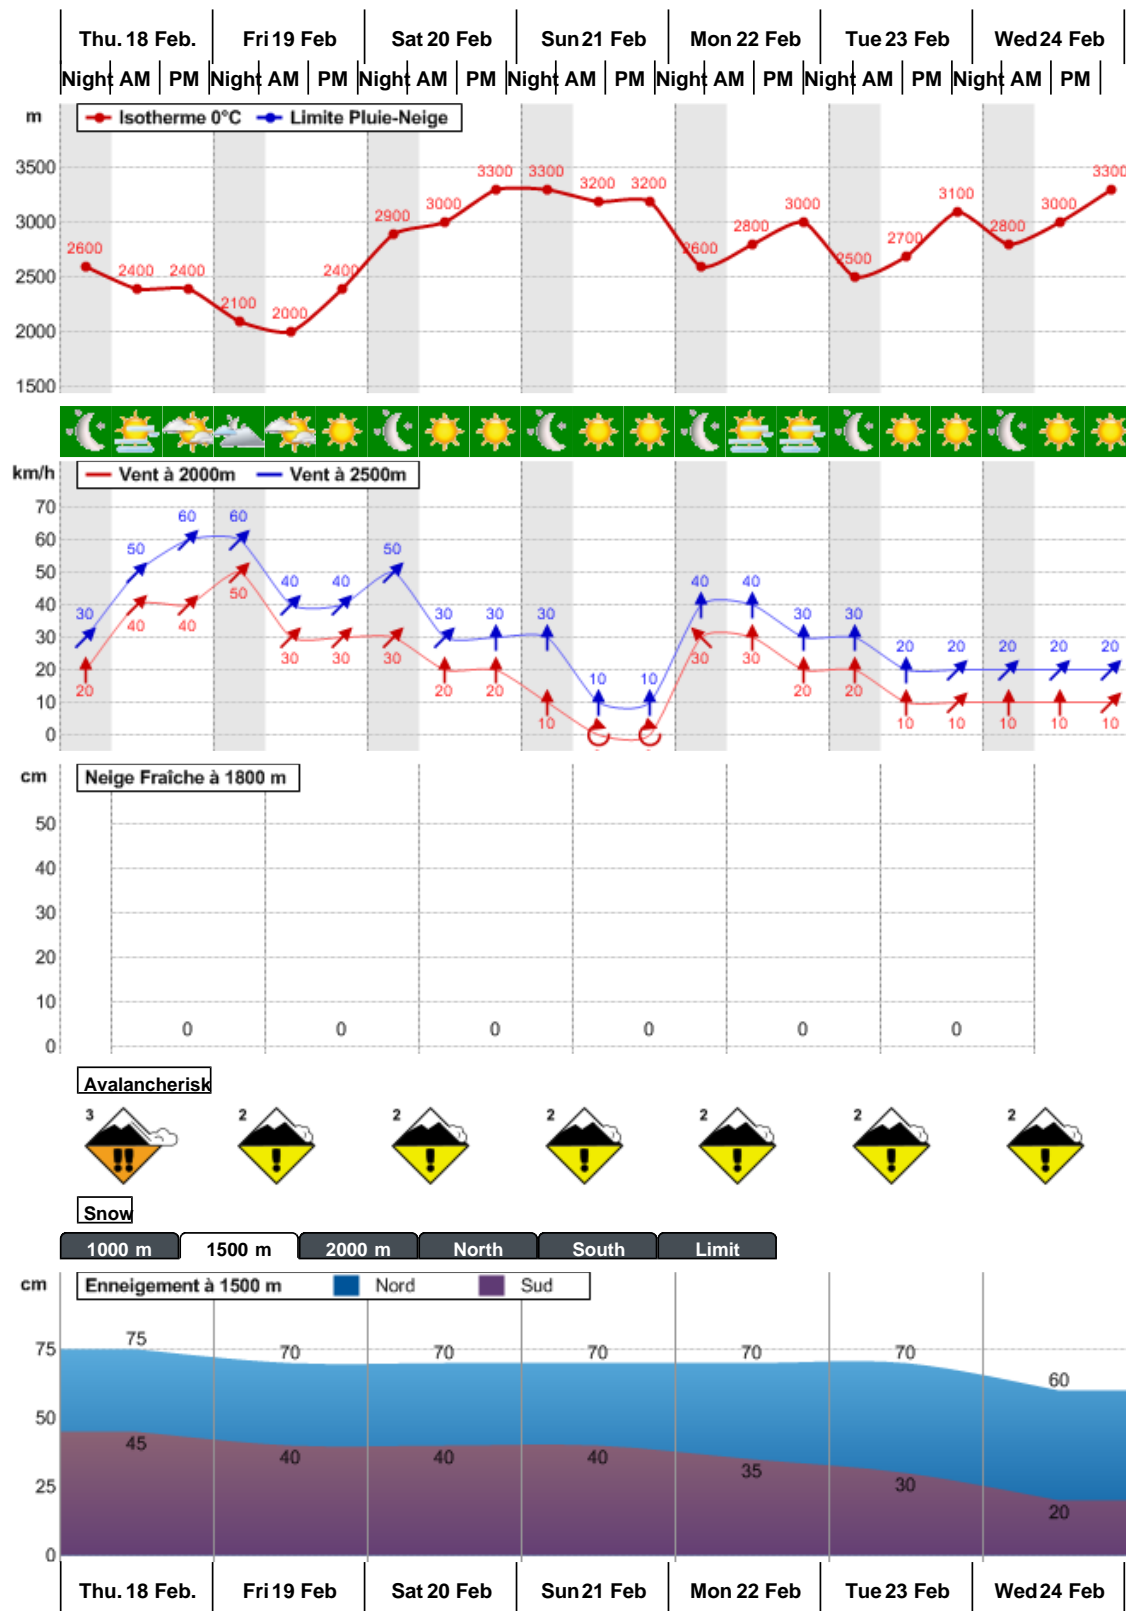 Thu. 18 Feb. Fri 19 Feb Sat 20 Feb Sun 21 Feb Mon 22 Feb Tue 23 Feb Wed 24 Feb
Night AM PM Night AM PM Night AM PM Night AM PM Night AM PM Night AM PM Night AM PM
m
Isotherme 0°C Limite Pluie-Neige
3500
3000
2500
2000
1500
2600 2400 2400 2100 2000 2400 2900 3000 3300 3300 3200 3200 2600 2800 3000 2500 2700 3100 2800 3000 3300
km/h
Vent à 2000m Vent à 2500m
70
60
50
40
30
20
10
0
30 50 60 60 40 40 50 30 30 30 10 10 40 40 30 30 20 20 20 20 20
20 40 40 50 30 30 30 20 20 10 30 30 20 20 10 10 10 10 10
cm
Neige Fraîche à 1800 m
50
40
30
20
10
0
0 0 0 0 0 0
Avalancherisk
3 2 2 2 2 2 2
Snow
1000 m 1500 m 2000 m North South Limit
cm
Enneigement à 1500 m Nord Sud
75
50
25
0
75 70 70 70 70 70 60
45 40 40 40 35 30 20
Thu. 18 Feb. Fri 19 Feb Sat 20 Feb Sun 21 Feb Mon 22 Feb Tue 23 Feb Wed 24 Feb